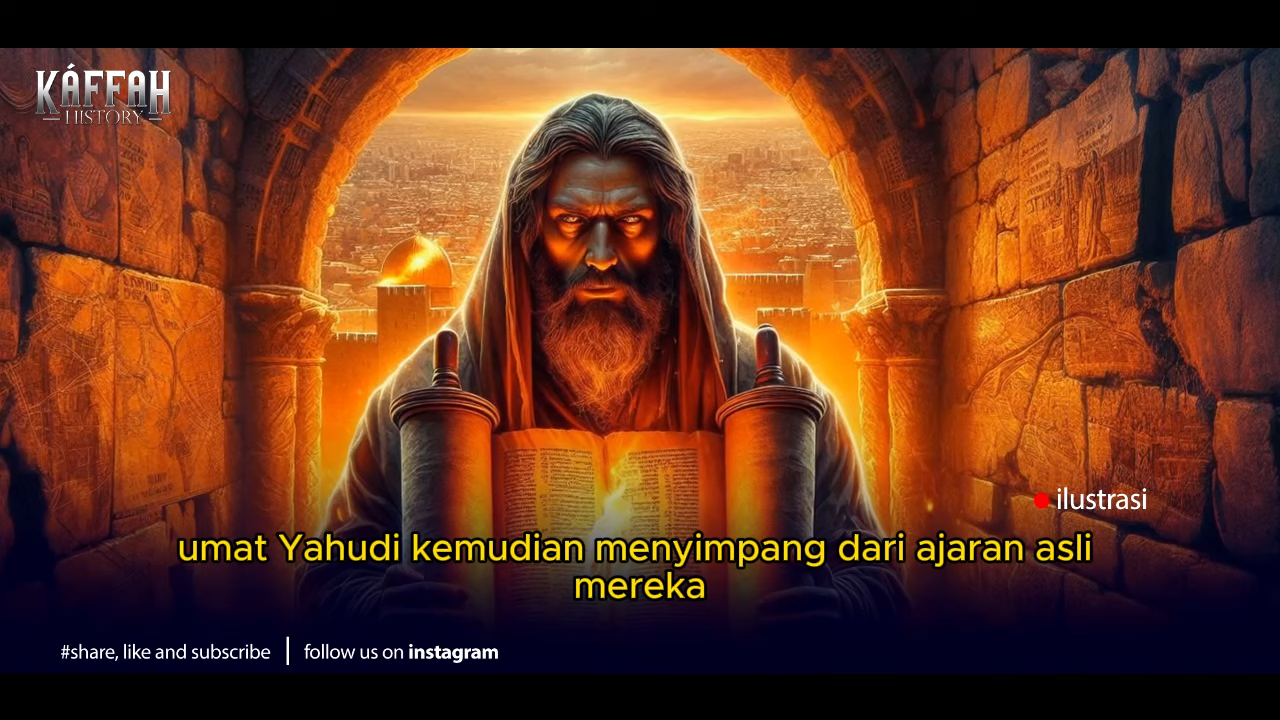 KÁFFAH
HISTORY
ilustrasi
umat Yahudi kemudian menyimpang dari ajaran asli
mereka
#share, like and subscribe | follow us on instagram